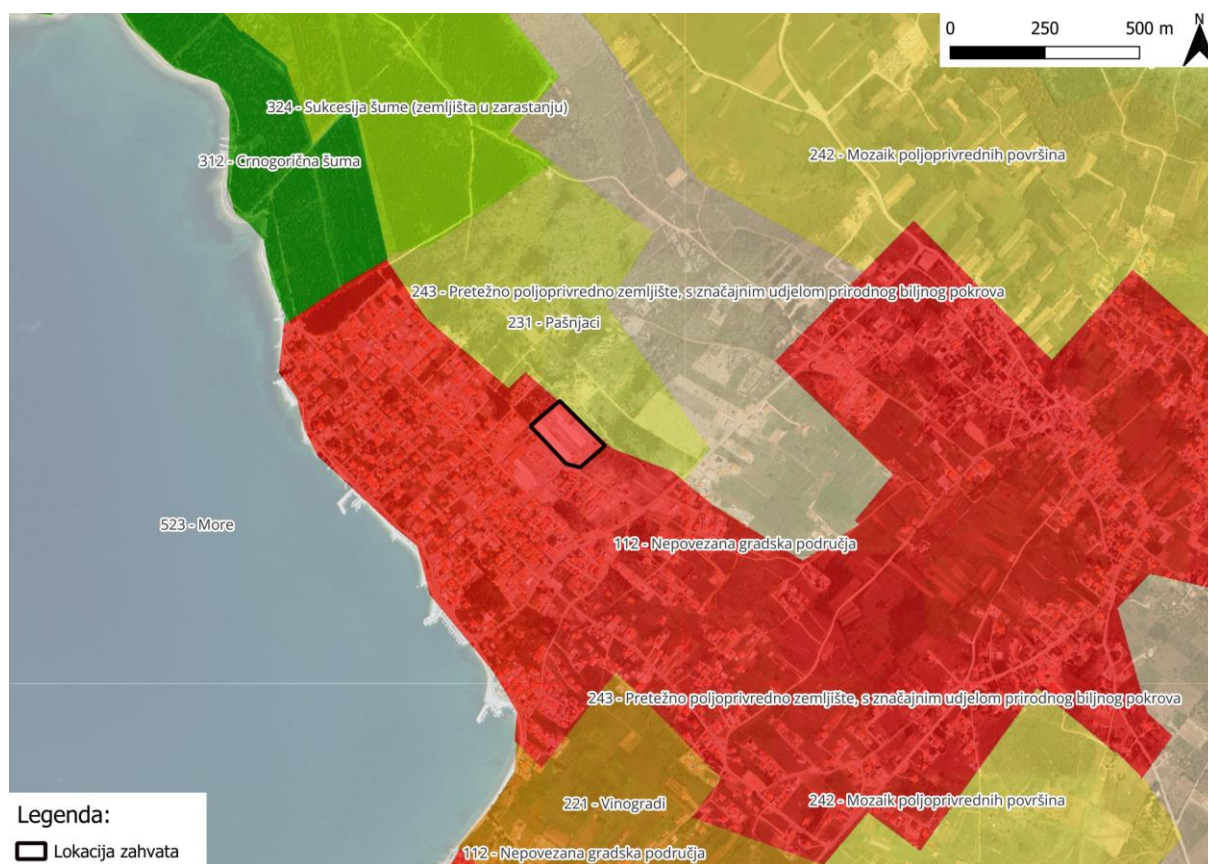 0 250 500 m
N
324 - Sukcesija šume (zemljišta u zarastanju)
312 - Crnogorična šuma
242 - Mozaik poljoprivrednih površina
243 - Pretežno poljoprivredno zemljište, s značajnim udjelom prirodnog biljnog pokrova
231 - Pašnjaci
523 - More
112 - Nepovezana gradska područja
243 - Pretežno poljoprivredno zemljište, s značajnim udjelom prirodnog biljnog pokrova
221 - Vinogradi
242 - Mozaik poljoprivrednih površina
112 - Nepovezana gradska područja
Legenda:
Lokacija zahvata